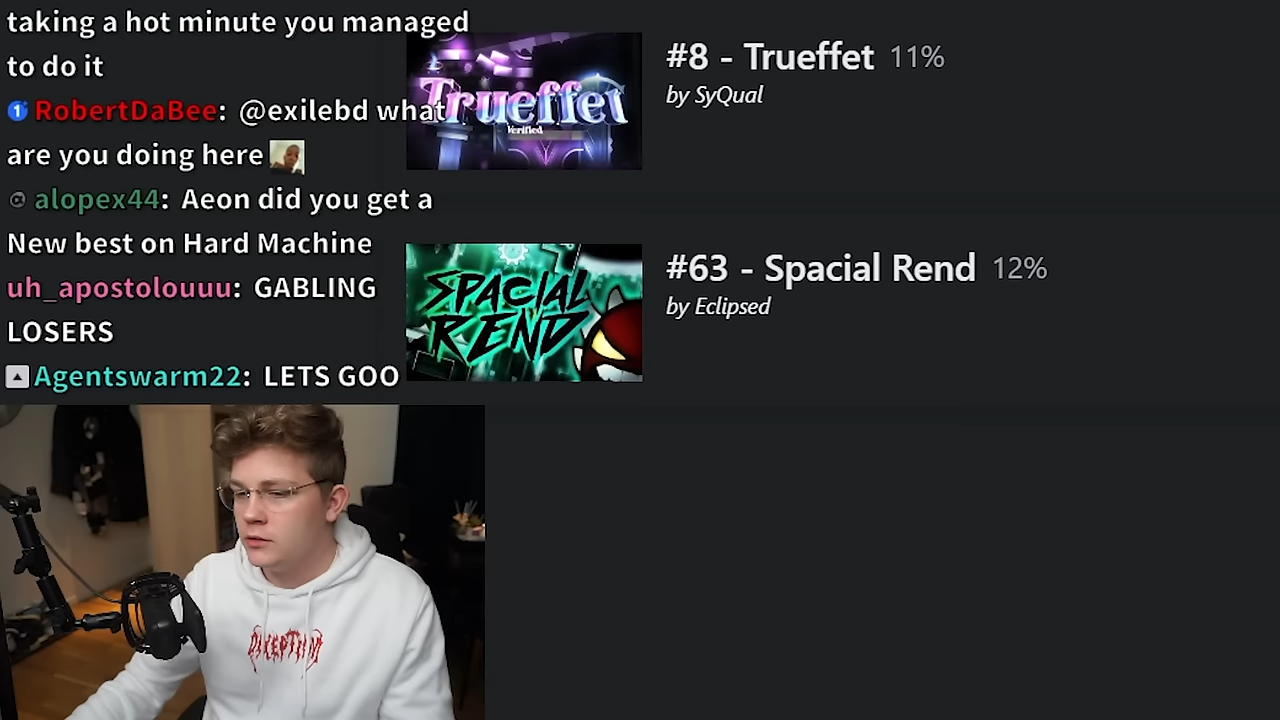 taking a hot minute you managed
to do it
RobertDaBee: @exilebd what
are you doing here
alopex44: Aeon did you get a
New best on Hard Machine
uh_apostolouuu: GABLING
LOSERS
Agentswarm22: LETS GOO
Trueffet
Verified
#8 - Trueffet 11%
by SyQual
SPACIAL
REND
#63 - Spacial Rend 12%
by Eclipsed
DECEPTION